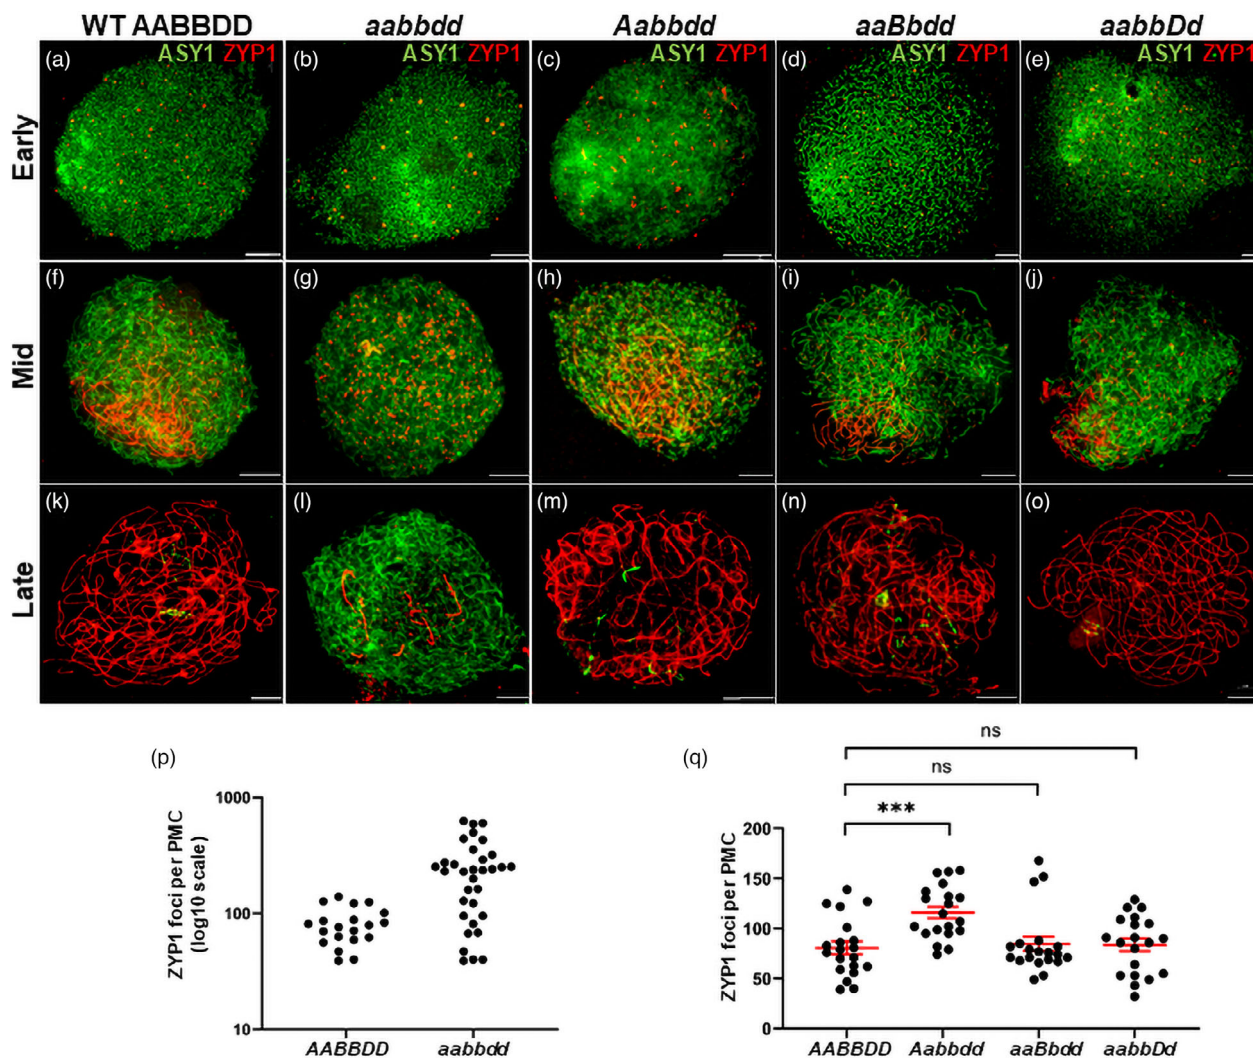 WT AABBDD aabbdd Aabbdd aaBbdd aabbDd
Early
(a) ASY1 ZYP1
(b) ASY1 ZYP1
(c) ASY1 ZYP1
(d) ASY1 ZYP1
(e) ASY1 ZYP1
Mid
(f) (g) (h) (i) (j)
Late
(k) (l) (m) (n) (o)
(p)
ZYP1 foci per PMC
(log10 scale)
1000
100
10
AABBDD aabbdd
(q)
ns
ns
***
ZYP1 foci per PMC
200
150
100
50
0
AABBDD Aabbdd aaBbdd aabbDd